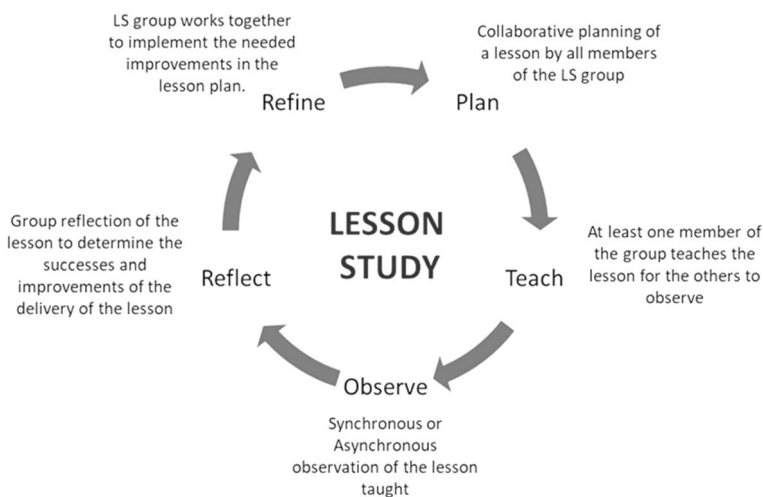 LS group works together
to implement the needed
improvements in the
lesson plan.
Refine
Collaborative planning of
a lesson by all members
of the LS group
Plan
LESSON
STUDY
At least one member of
the group teaches the
lesson for the others to
observe
Teach
Observe
Synchronous or
Asynchronous
observation of the lesson
taught
Group reflection of the
lesson to determine the
successes and
improvements of the
delivery of the lesson
Reflect